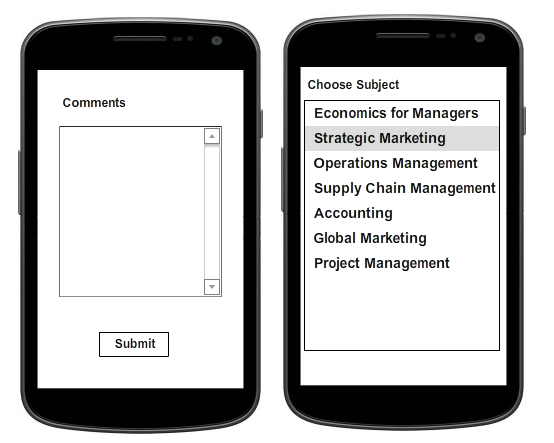 Comments
Submit
Choose Subject
Economics for Managers
Strategic Marketing
Operations Management
Supply Chain Management
Accounting
Global Marketing
Project Management